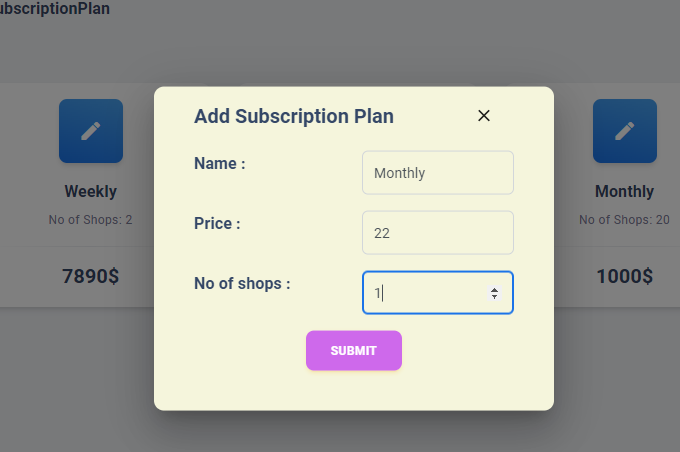 ubscriptionPlan
Add Subscription Plan
Name :
Monthly
Price :
22
No of shops :
1
SUBMIT
Weekly
No of Shops: 2
7890$
Monthly
No of Shops: 20
1000$